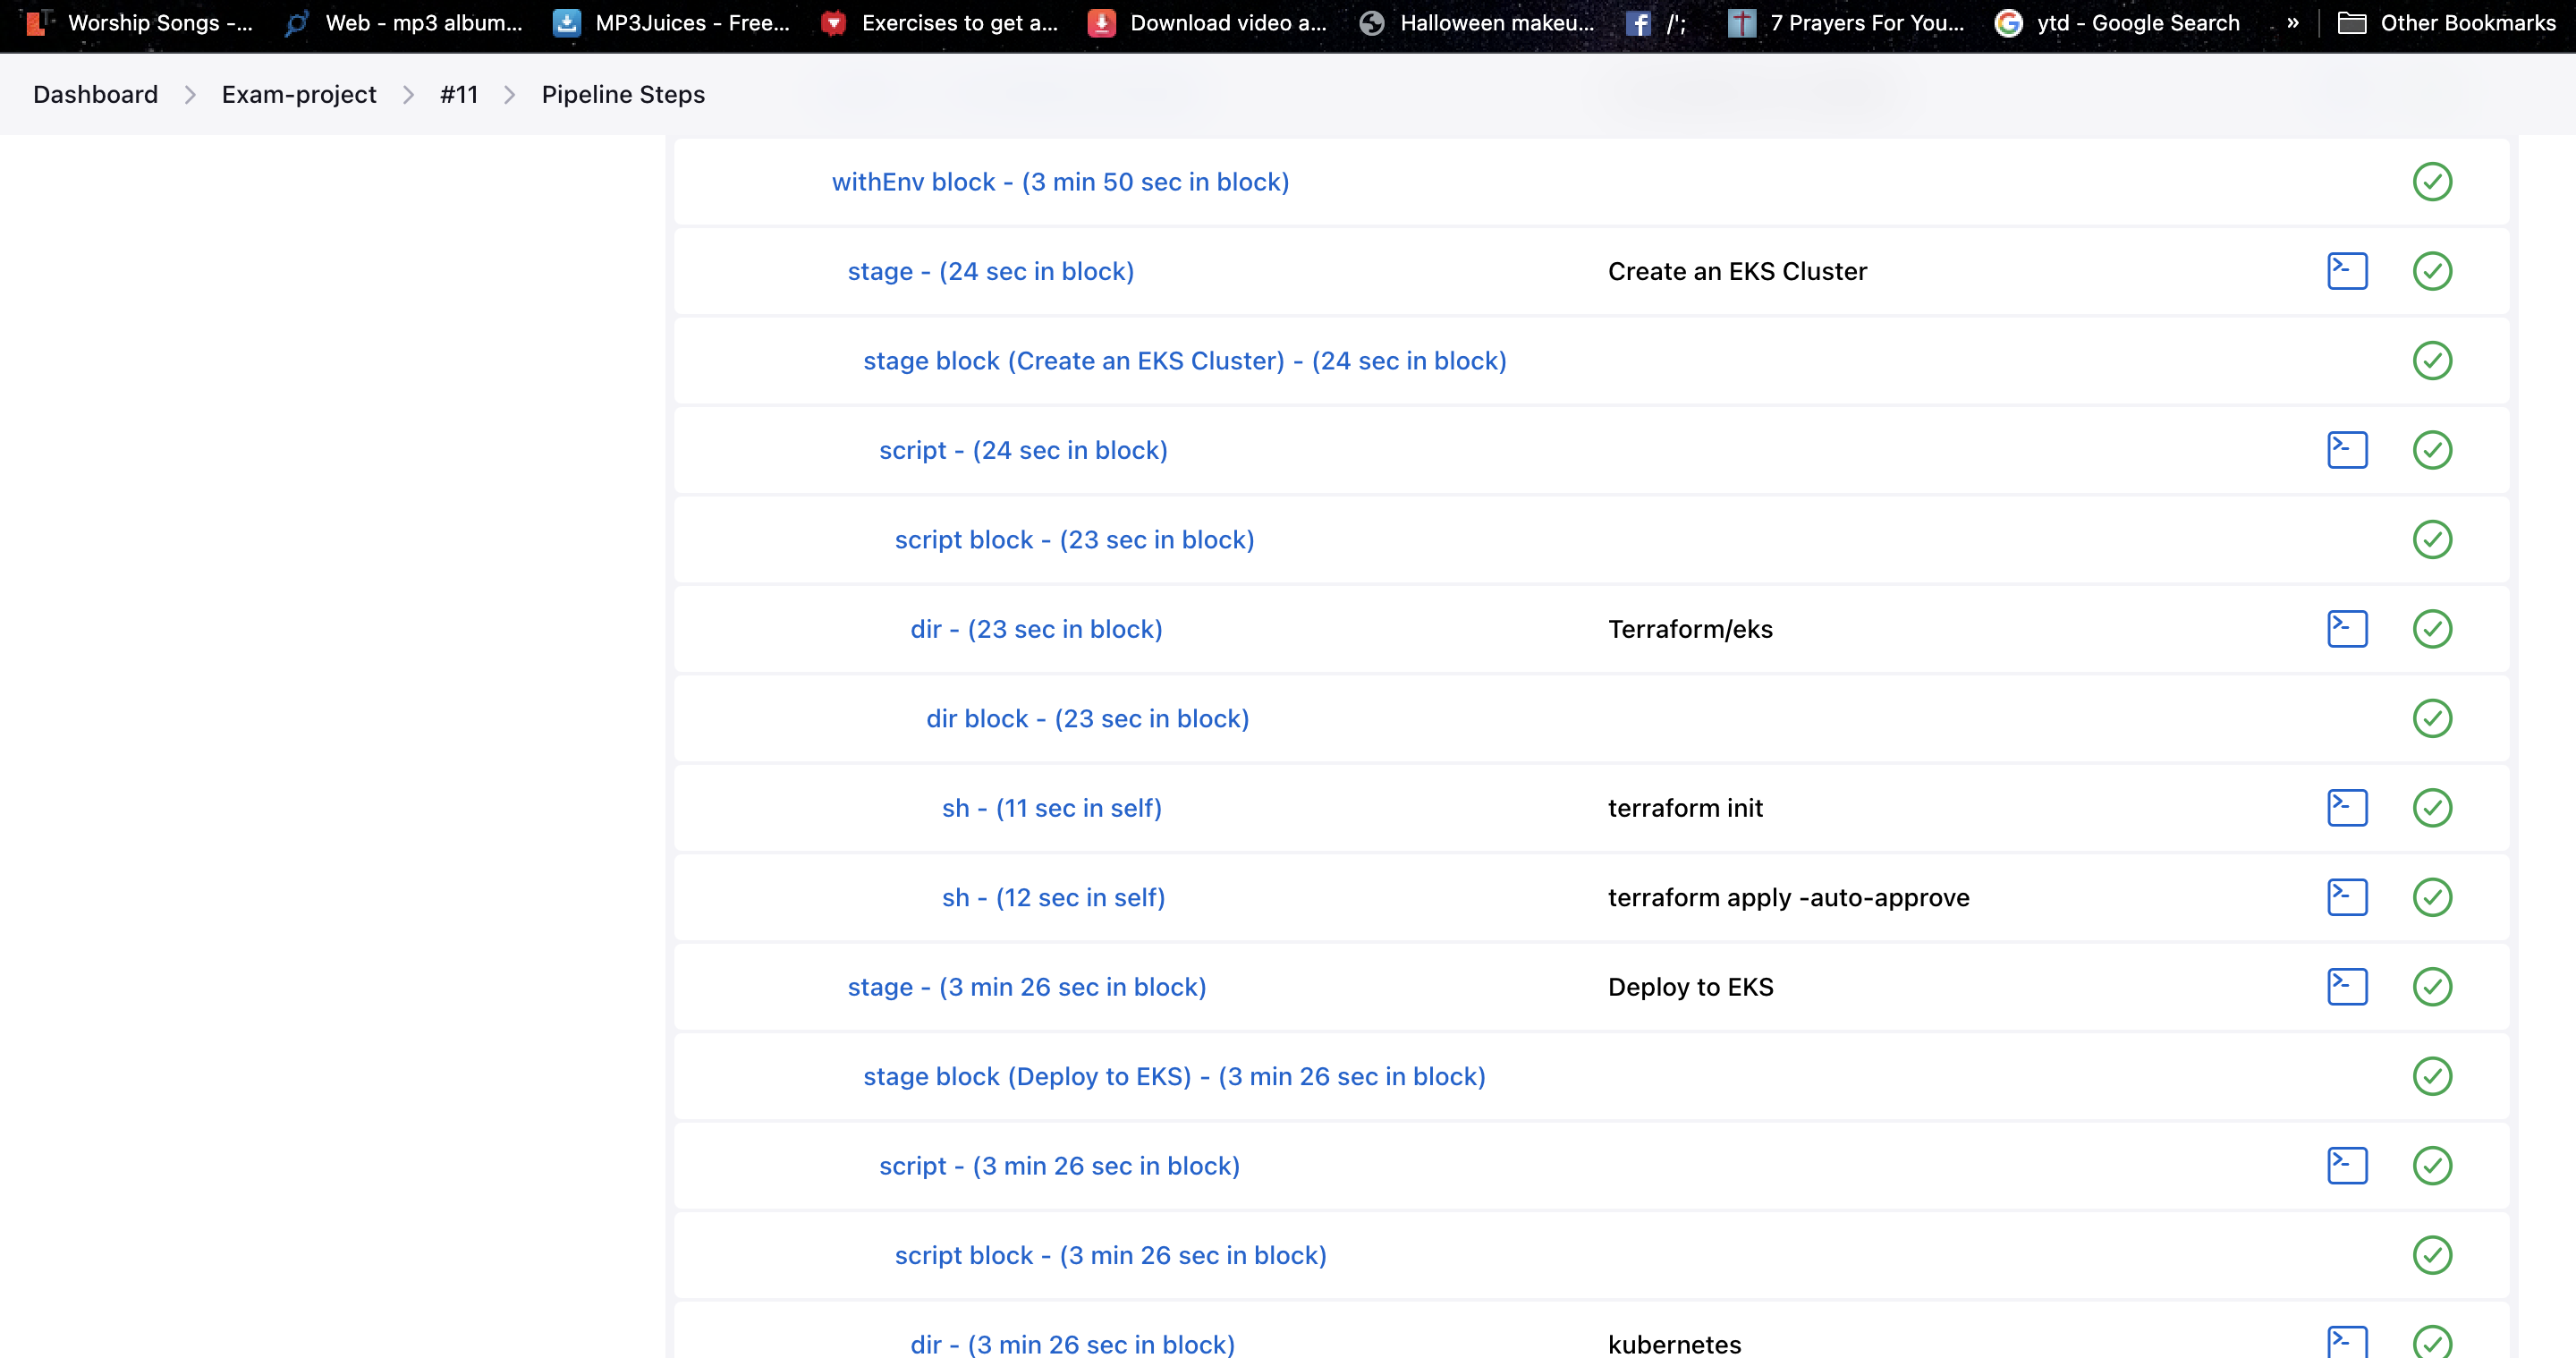 Worship Songs -... Web - mp3 album... MP3Juices - Free... Exercises to get a... Download video a... Halloween makeu... /'; 7 Prayers For You... ytd - Google Search » Other Bookmarks
Dashboard > Exam-project > #11 > Pipeline Steps
withEnv block - (3 min 50 sec in block)
stage - (24 sec in block) Create an EKS Cluster
stage block (Create an EKS Cluster) - (24 sec in block)
script - (24 sec in block)
script block - (23 sec in block)
dir - (23 sec in block) Terraform/eks
dir block - (23 sec in block)
sh - (11 sec in self) terraform init
sh - (12 sec in self) terraform apply -auto-approve
stage - (3 min 26 sec in block) Deploy to EKS
stage block (Deploy to EKS) - (3 min 26 sec in block)
script - (3 min 26 sec in block)
script block - (3 min 26 sec in block)
dir - (3 min 26 sec in block) kubernetes